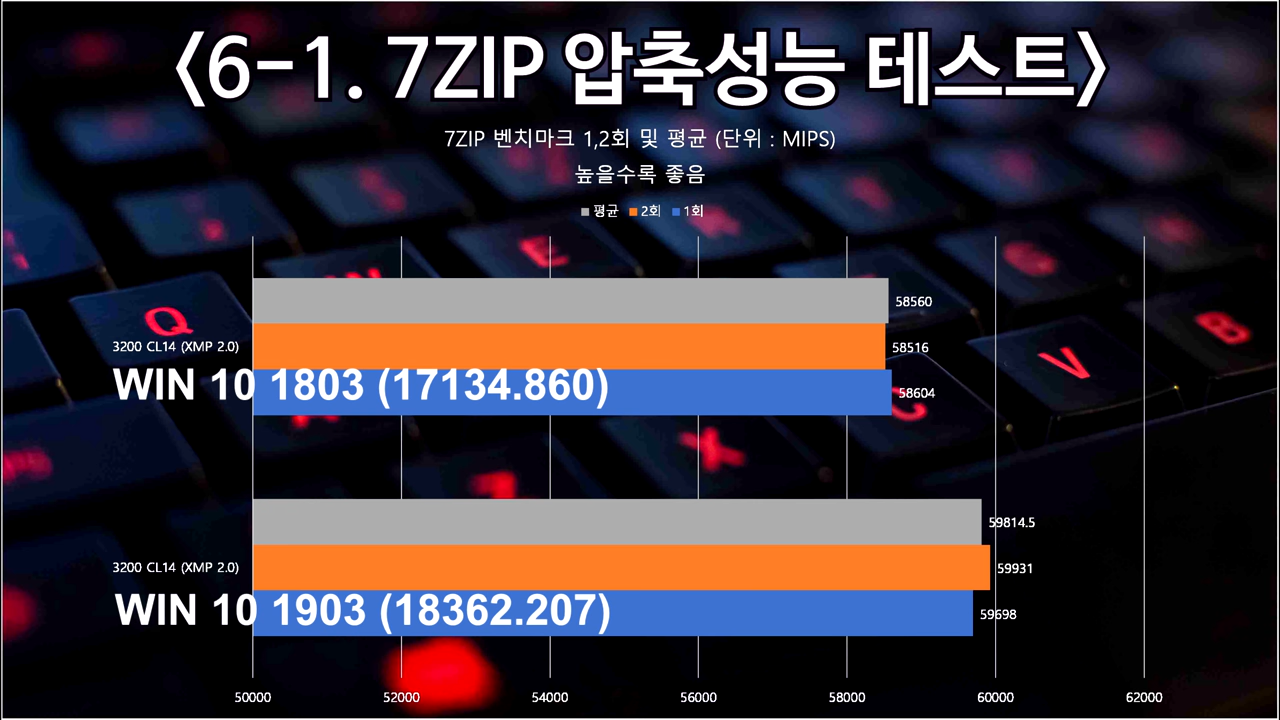 <6-1. 7ZIP 압축성능 테스트>
7ZIP 벤치마크 1,2회 및 평균 (단위 : MIPS)
높을수록 좋음
평균 2회 1회
58560
3200 CL14 (XMP 2.0) 58516
WIN 10 1803 (17134.860) 58604
59814.5
3200 CL14 (XMP 2.0) 59931
WIN 10 1903 (18362.207) 59698
50000 52000 54000 56000 58000 60000 62000